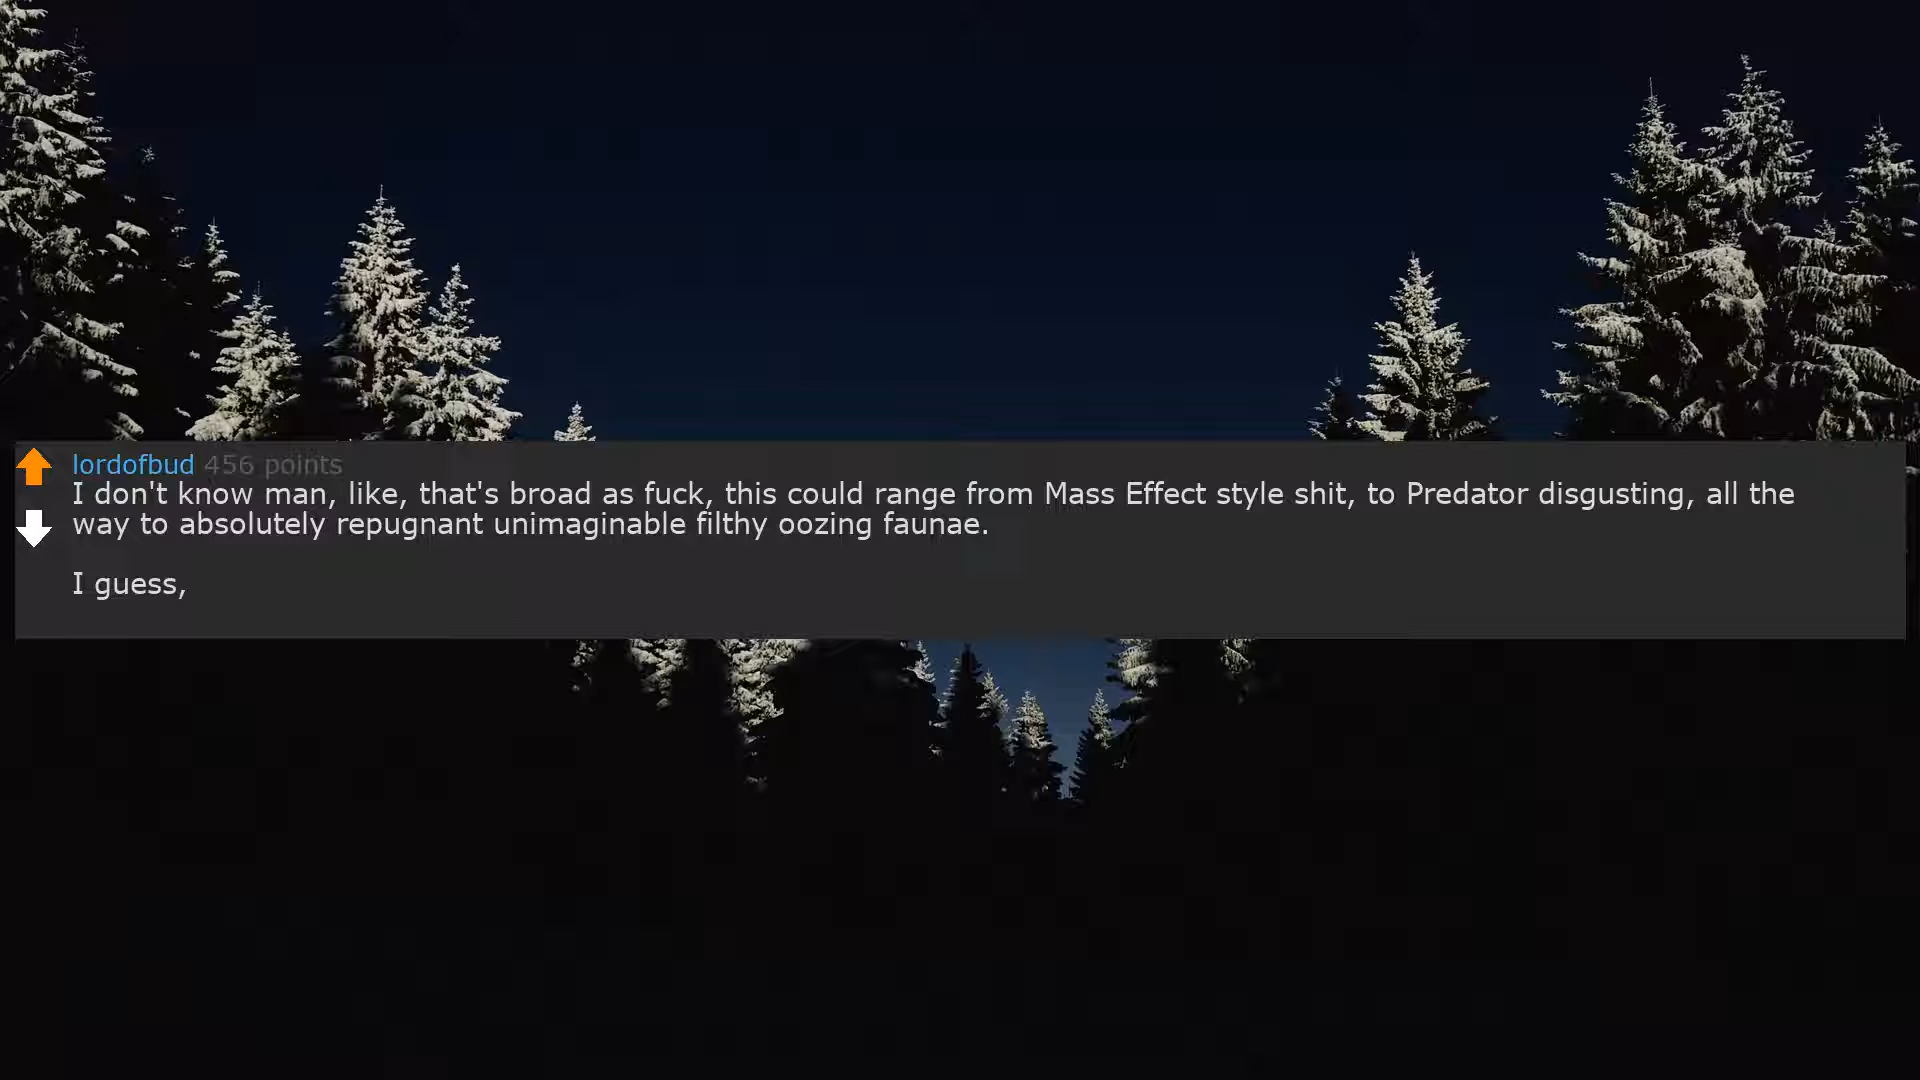 lordofbud 456 points
I don't know man, like, that's broad as fuck, this could range from Mass Effect style shit, to Predator disgusting, all the
way to absolutely repugnant unimaginable filthy oozing faunae.
I guess,